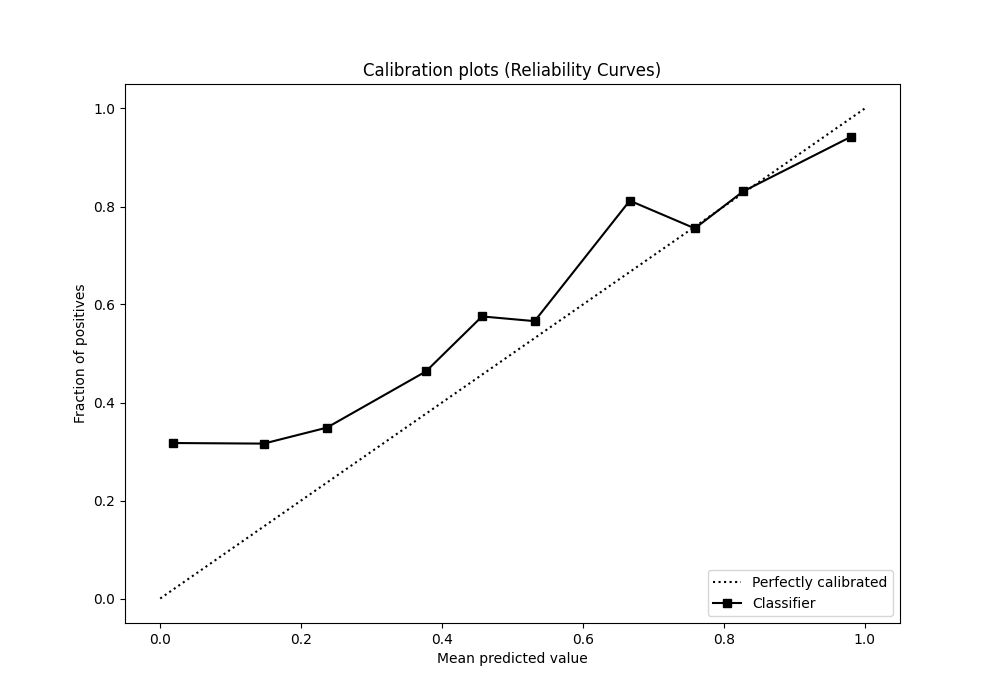 Calibration plots (Reliability Curves)
1.0
0.8
0.6
0.4
0.2
0.0
Fraction of positives
0.0 0.2 0.4 0.6 0.8 1.0
Mean predicted value
Perfectly calibrated
Classifier